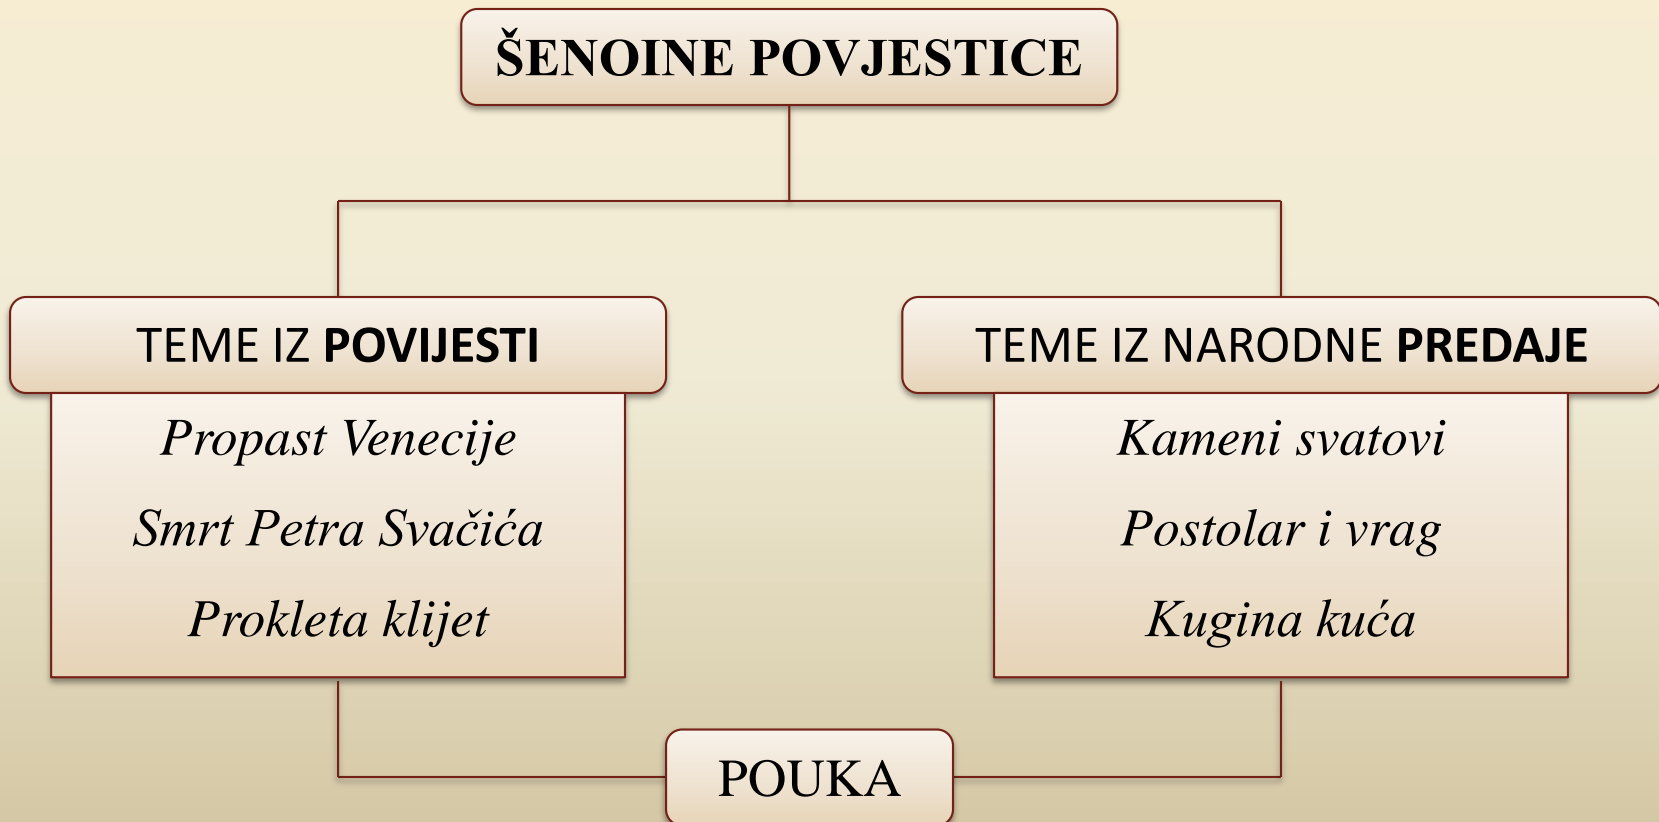 ŠENOINE POVJESTICE
TEME IZ POVIJESTI
Propast Venecije
Smrt Petra Svačića
Prokleta klijet
TEME IZ NARODNE PREDAJE
Kameni svatovi
Postolar i vrag
Kugina kuća
POUKA